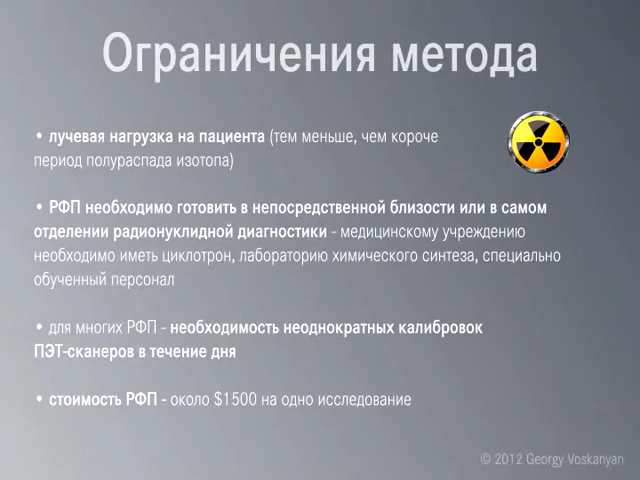 Ограничения метода
• лучевая нагрузка на пациента (тем меньше, чем короче
период полураспада изотопа)
• РФП необходимо готовить в непосредственной близости или в самом
отделении радионуклидной диагностики - медицинскому учреждению
необходимо иметь циклотрон, лабораторию химического синтеза, специально
обученный персонал
• для многих РФП - необходимость неоднократных калибровок
ПЭТ-сканеров в течение дня
• стоимость РФП - около $1500 на одно исследование
© 2012 Georgy Voskanyan